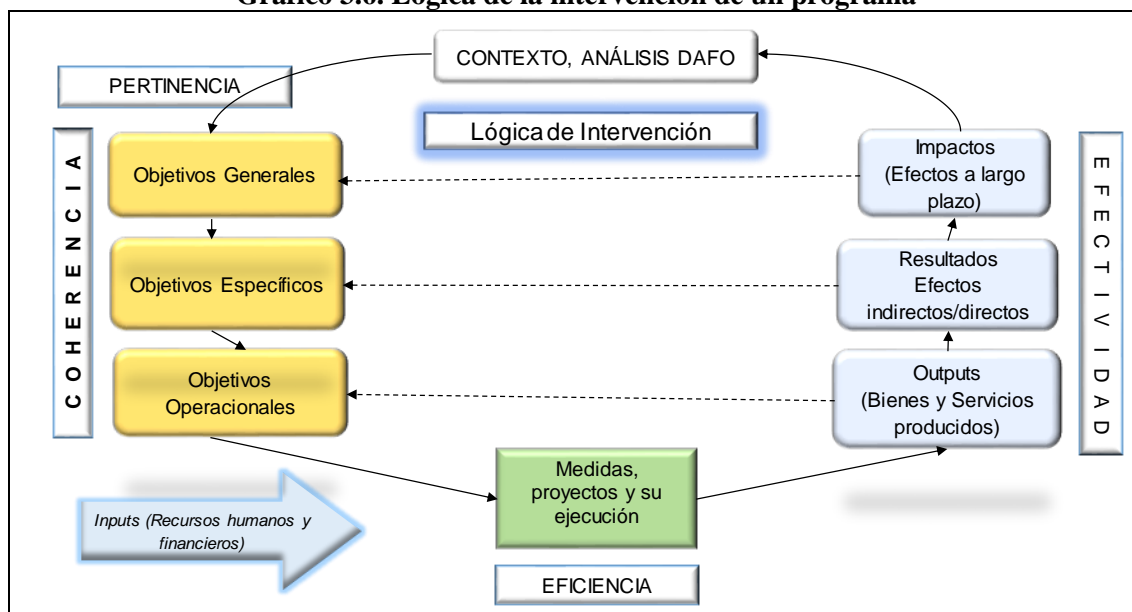 Gráfico 3.6. Lógica de la intervención de un programa
CONTEXTO, ANÁLISIS DAFO
PERTINENCIA
Lógica de Intervención
COHERENCIA
Objetivos Generales
Objetivos Específicos
Objetivos
Operacionales
Impactos
(Efectos a largo
plazo)
Resultados
Efectos
indirectos/directos
Outputs
(Bienes y Servicios
producidos)
EFECTIVIDAD
Medidas,
proyectos y su
ejecución
Inputs (Recursos humanos y
financieros)
EFICIENCIA